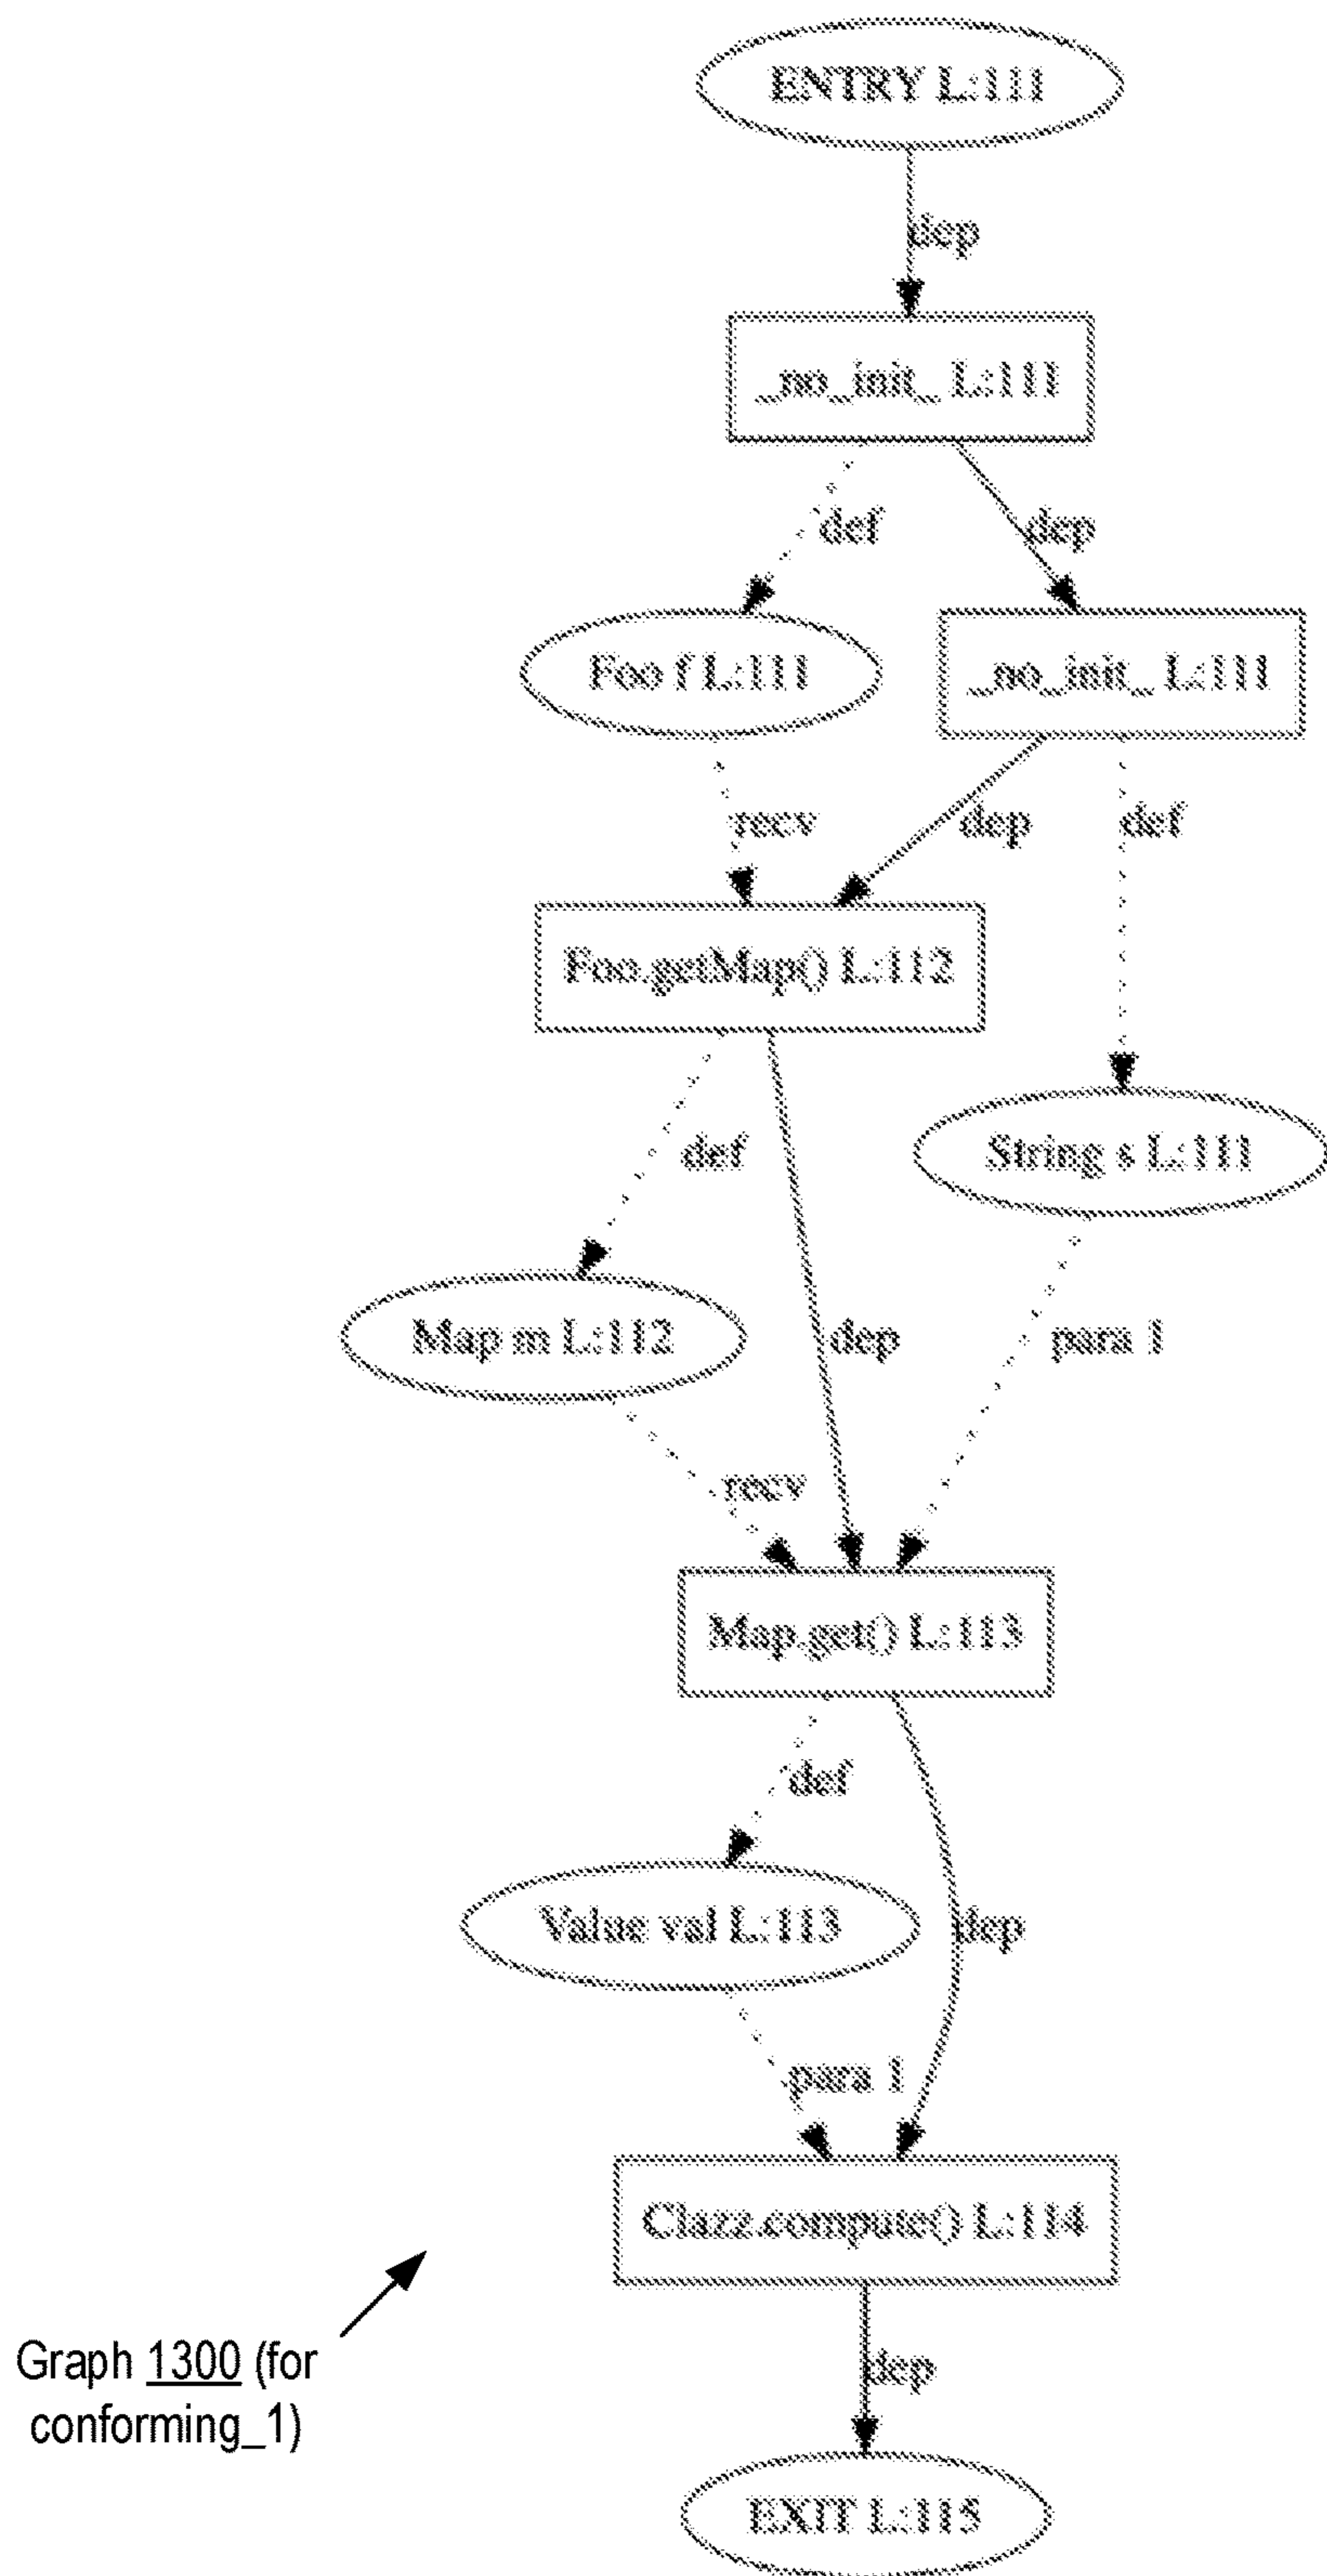 ENTRY L:111
dep
_no_init_ L:111
def
dep
Foo f L:111
_no_init_ L:111
recv
dep
def
Foo.getMap() L:112
def
String s L:111
Map m L:112
dep
para 1
recv
Map.get() L:113
def
Value val L:113
dep
para 1
Clazz.compute() L:114
Graph 1300 (for
conforming_1)
dep
EXIT L:115